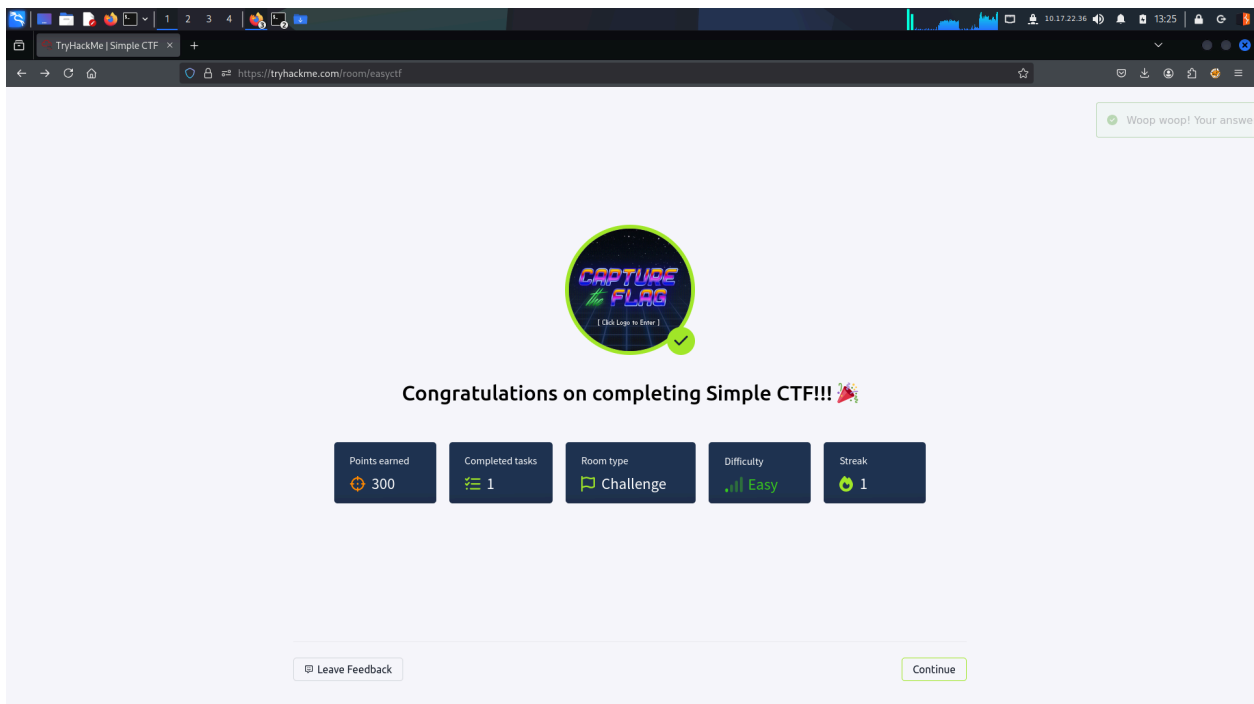 1 2 3 4
10.17.22.36
13:25
TryHackMe | Simple CTF
https://tryhackme.com/room/easyctf
Woop woop! Your answe
CAPTURE
the FLAG
[ Click Logo to Enter ]
Congratulations on completing Simple CTF!!! 🎉
Points earned
300
Completed tasks
1
Room type
Challenge
Difficulty
Easy
Streak
1
Leave Feedback
Continue